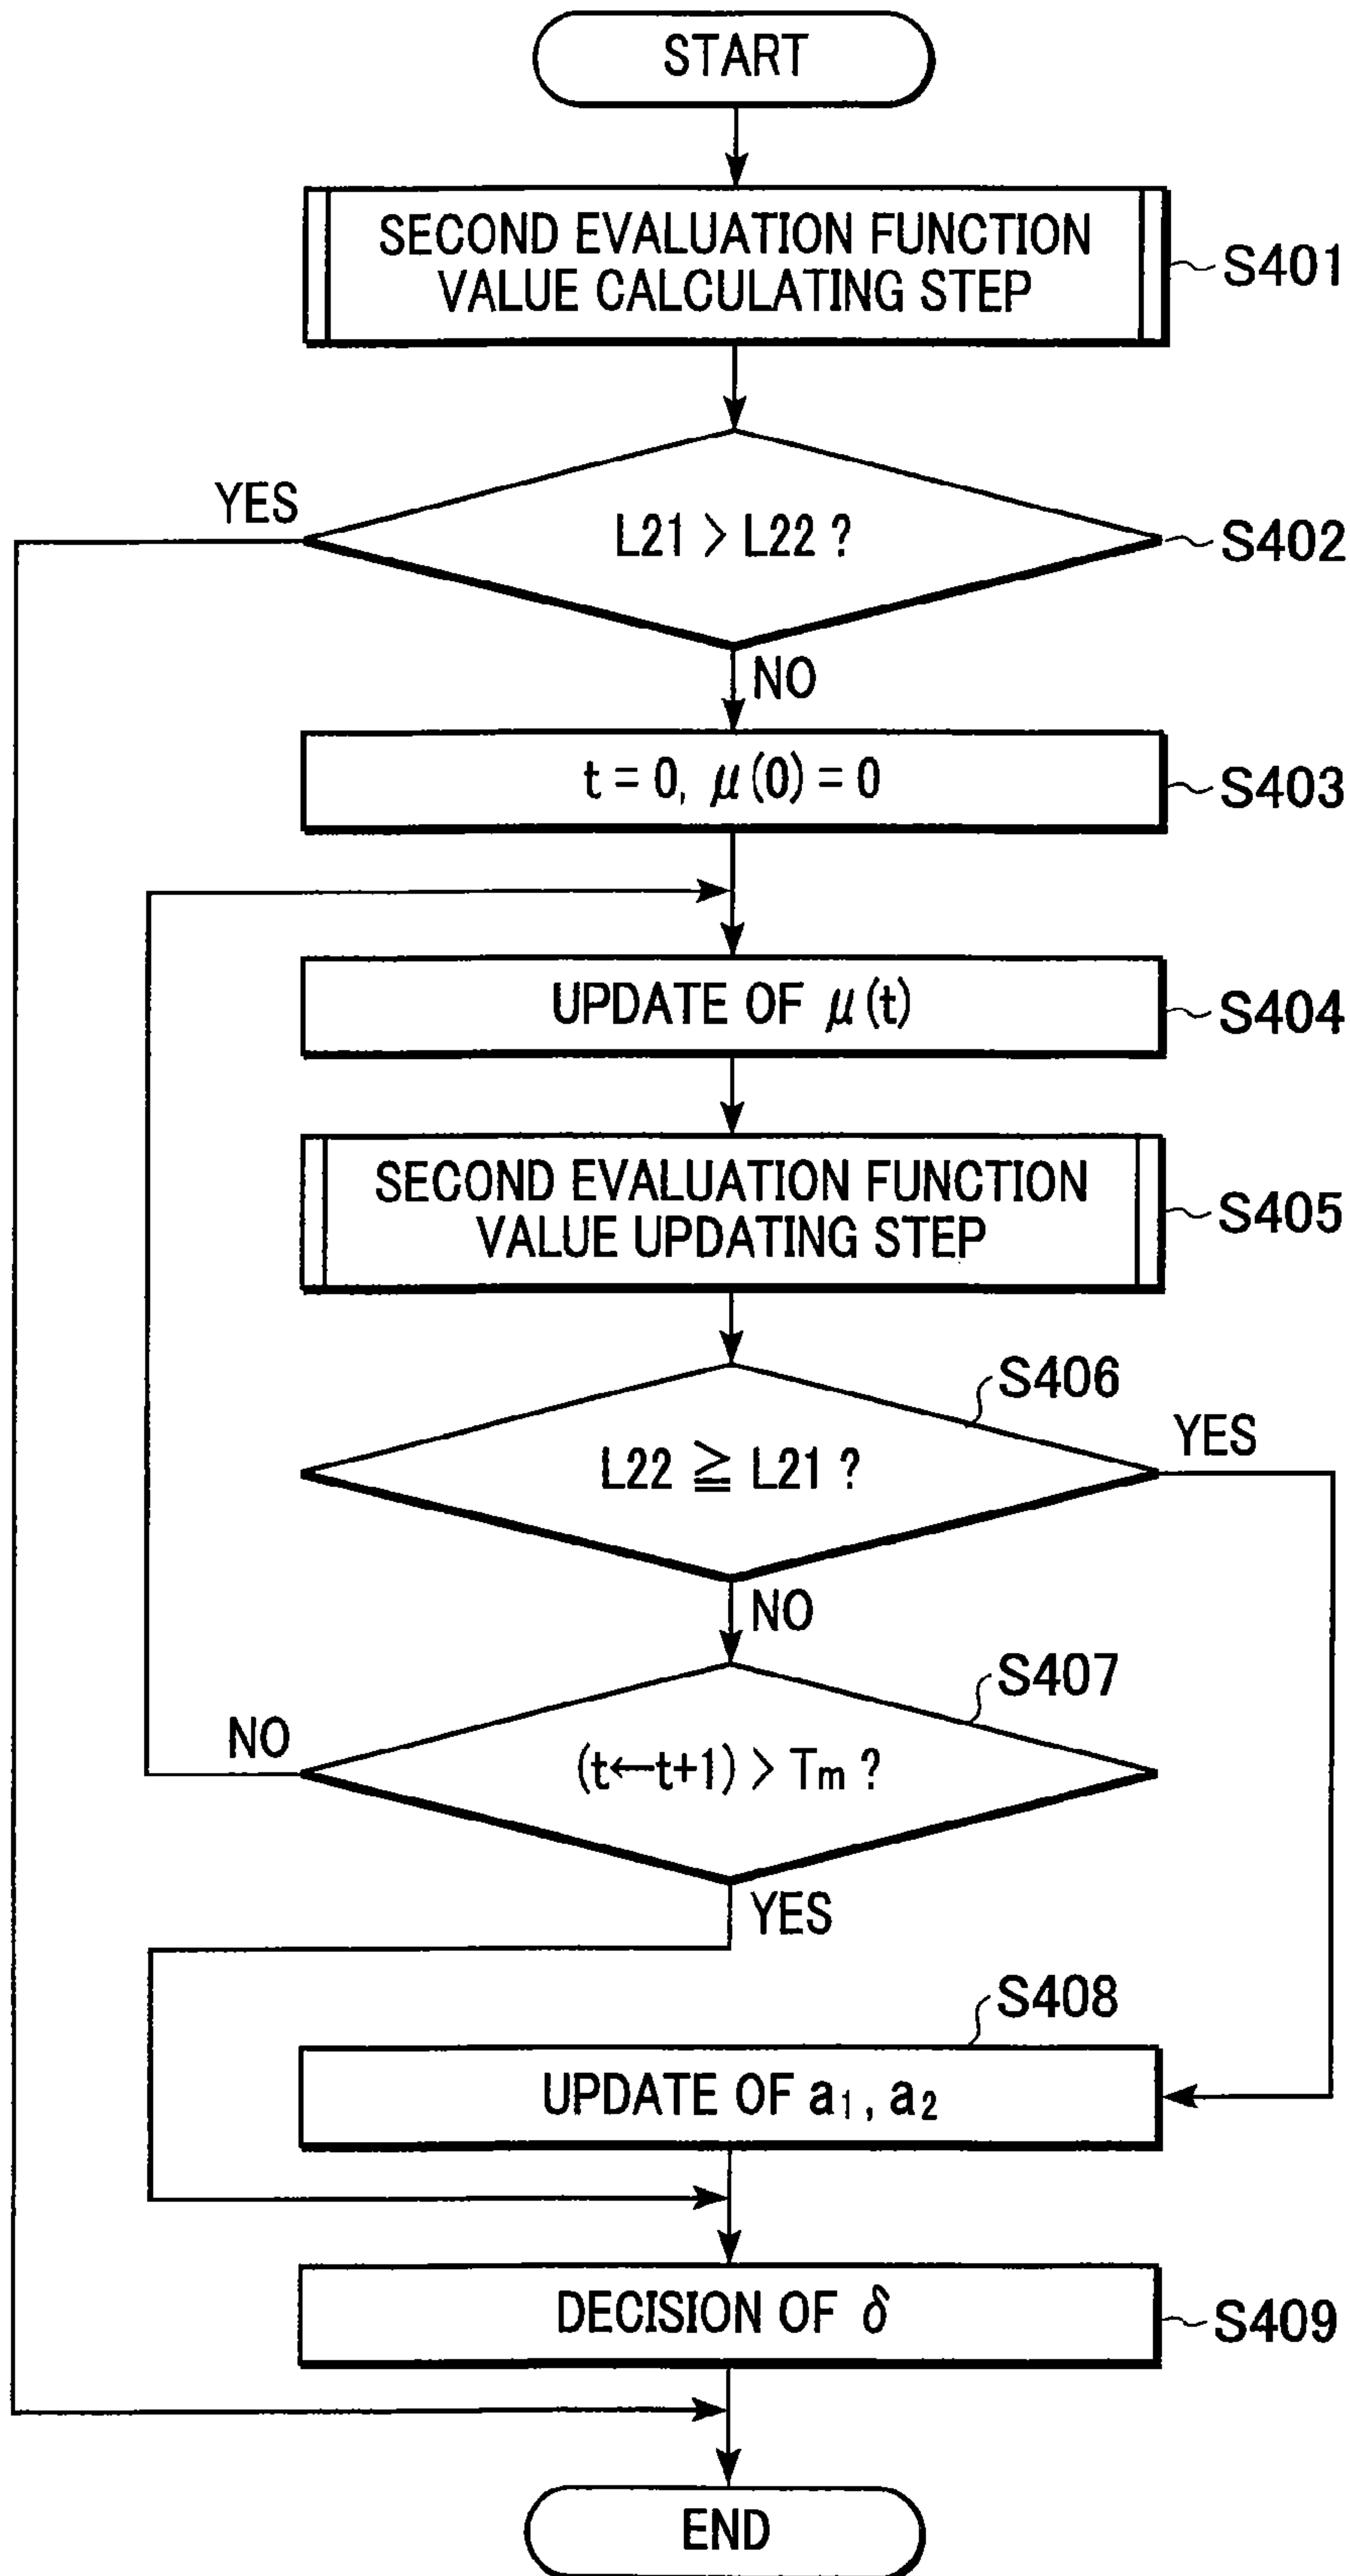 START
SECOND EVALUATION FUNCTION
VALUE CALCULATING STEP
S401
YES
L21 > L22 ?
S402
NO
t = 0, μ(0) = 0
S403
UPDATE OF μ(t)
S404
SECOND EVALUATION FUNCTION
VALUE UPDATING STEP
S405
S406
L22 ≧ L21 ?
YES
NO
S407
NO
(t←t+1) > Tm ?
YES
S408
UPDATE OF a₁, a₂
DECISION OF δ
S409
END